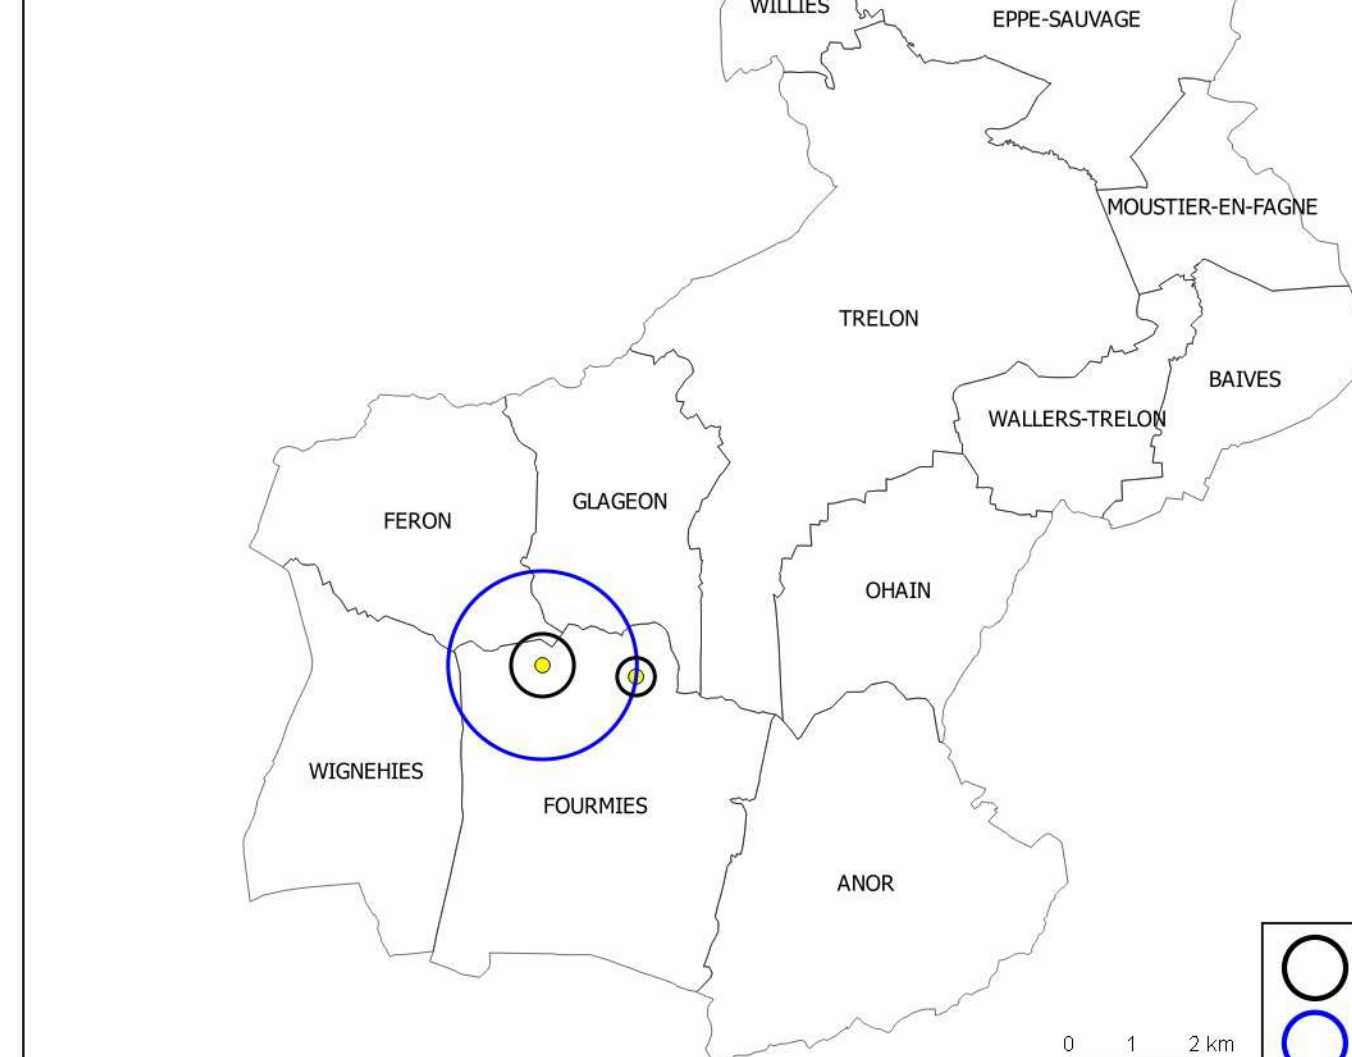 WILLIES
EPPE-SAUVAGE
MOUSTIER-EN-FAGNE
TRELON
BAIVES
WALLERS-TRELON
GLAGEON
FERON
OHAIN
WIGNEHIES
FOURMIES
ANOR
0 1 2 km